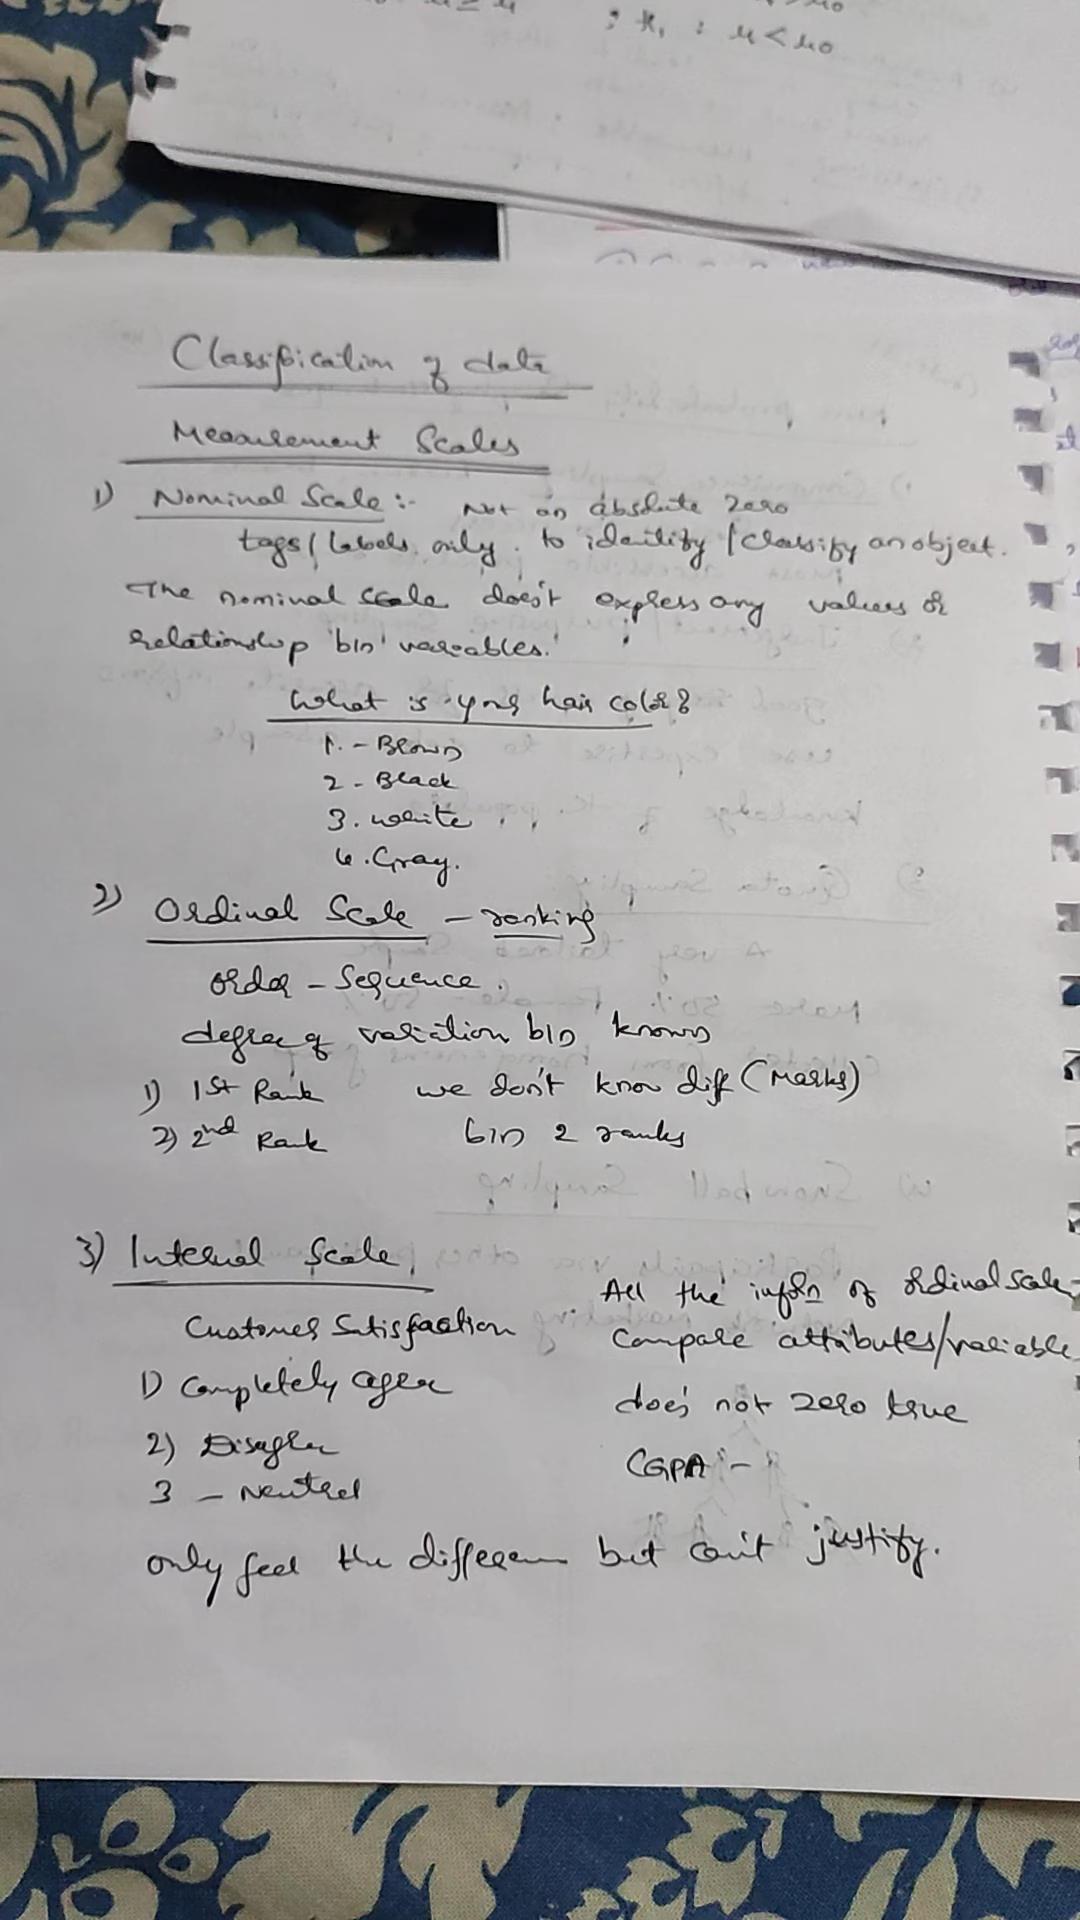 ; H₁ : μ < μ0
Classification of data
Measurement Scales
1) Nominal Scale :- Not an absolute zero
tags/labels only. to identify/classify an object.
The nominal scale does't express any values or
relationship b/n variables.
What is your hair color?
1. - Brown
2 - Black
3. white
4. Gray.
2) Ordinal Scale - ranking
order - Sequence.
degree of variation b/n known
1) 1st Rank we don't know diff (Marks)
2) 2nd Rank b/n 2 ranks
3) Interval Scale
All the infoln of ordinal scale
Customer Satisfaction
Compare attributes/variable
1) Completely agree
does not zero true
2) Disagree
CGPA :-
3 - Neutral
only feel the difference but can't justify.